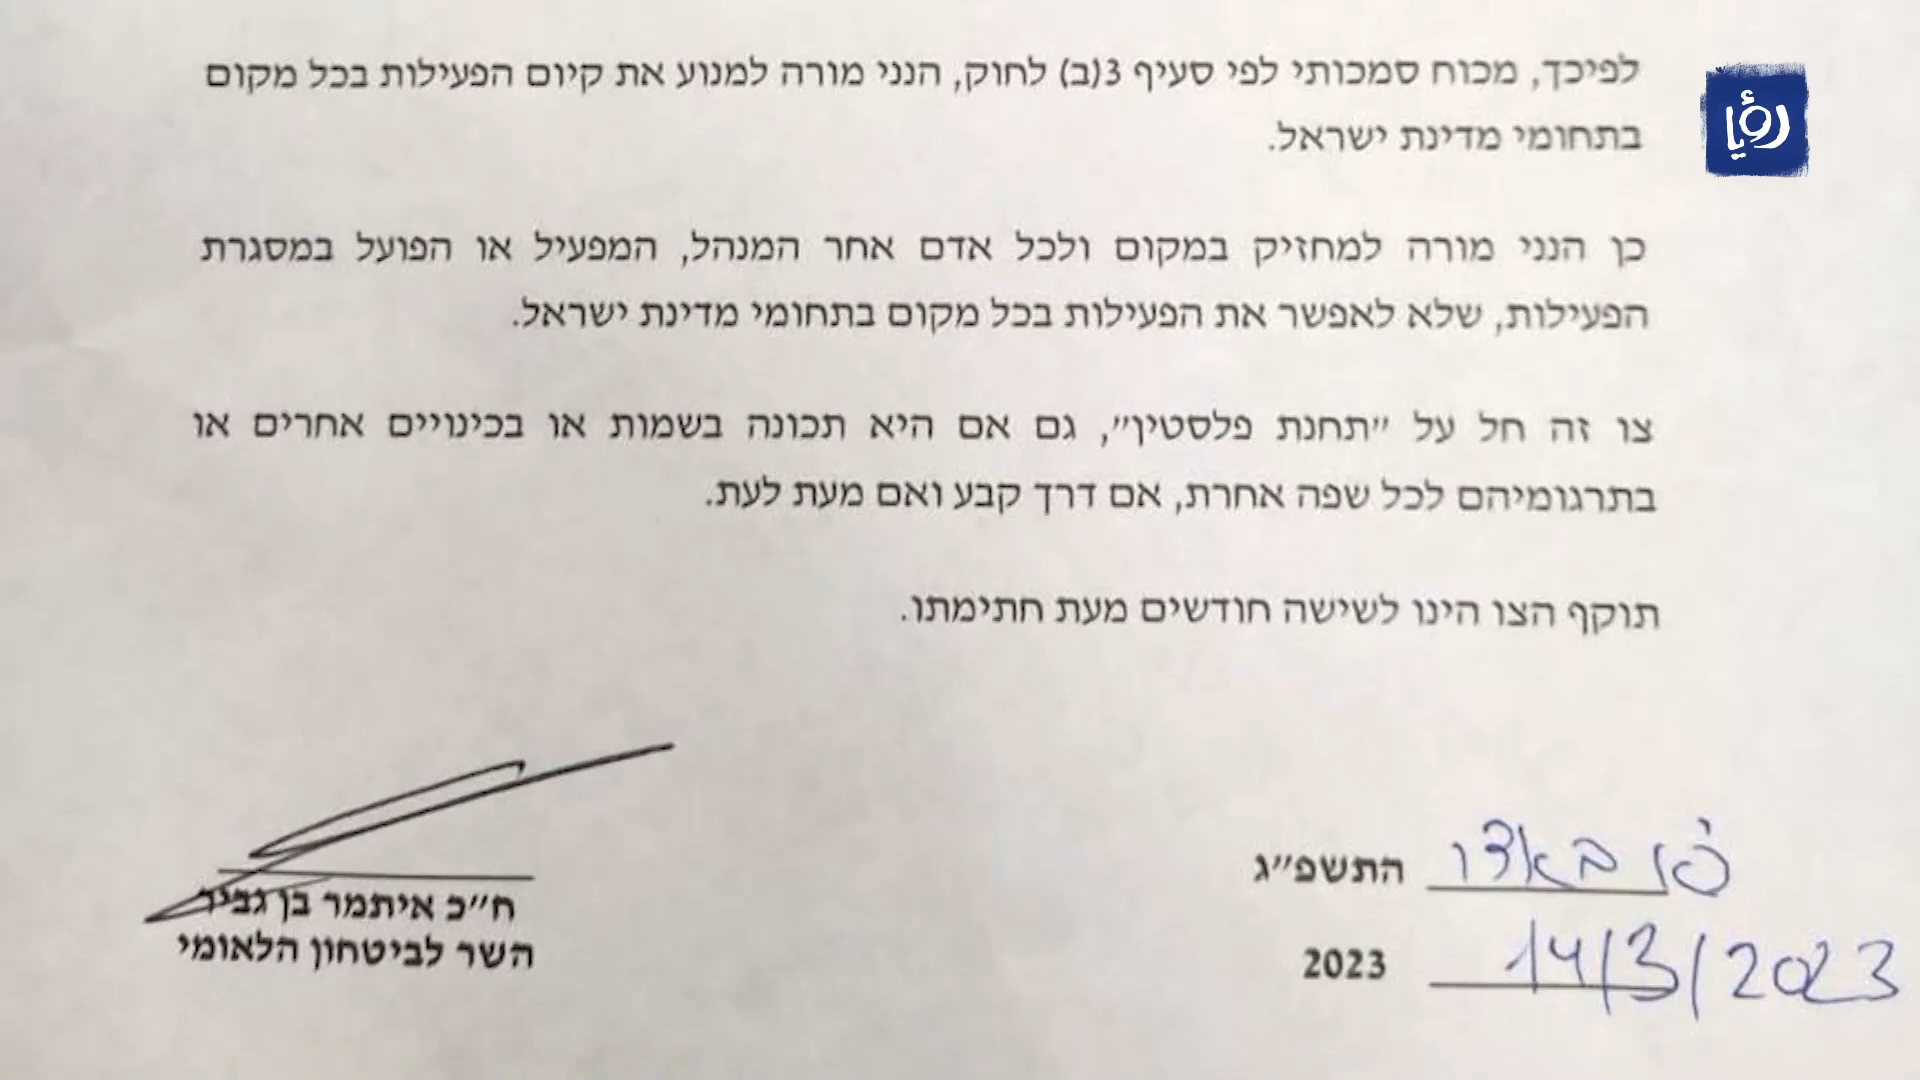 רؤيا
לפיכך, מכוח סמכותי לפי סעיף 3(ב) לחוק, הנני מורה למנוע את קיום הפעילות בכל מקום
בתחומי מדינת ישראל.
כן הנני מורה למחזיק במקום ולכל אדם אחר המנהל, המפעיל או הפועל במסגרת
הפעילות, שלא לאפשר את הפעילות בכל מקום בתחומי מדינת ישראל.
צו זה חל על "תחנת פלסטין", גם אם היא תכונה בשמות או בכינויים אחרים או
בתרגומיהם לכל שפה אחרת, אם דרך קבע ואם מעת לעת.
תוקף הצו הינו לשישה חודשים מעת חתימתו.
כא באדר התשפ"ג
14/3/2023 2023
ח"כ איתמר בן גביר
השר לביטחון הלאומי